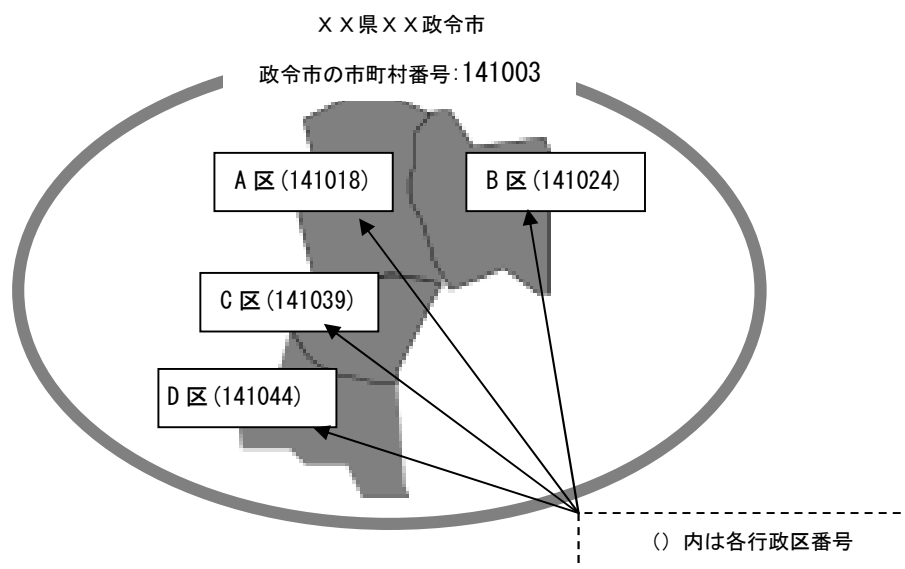 ＸＸ県ＸＸ政令市
政令市の市町村番号:141003
A 区(141018)
B 区(141024)
C 区(141039)
D 区(141044)
（）内は各行政区番号